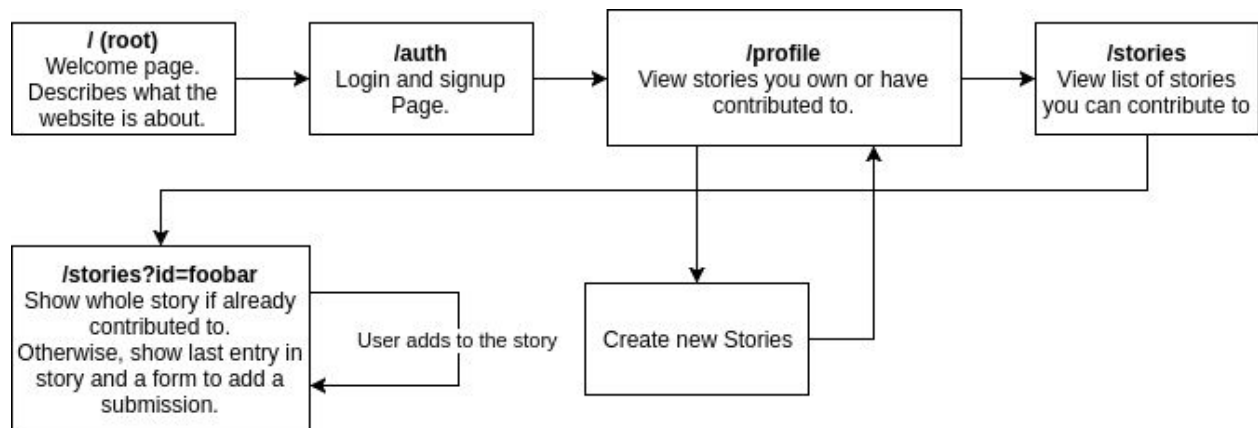 / (root)
Welcome page.
Describes what the
website is about.
/auth
Login and signup
Page.
/profile
View stories you own or have
contributed to.
/stories
View list of stories
you can contribute to
/stories?id=foobar
Show whole story if already
contributed to.
Otherwise, show last entry in
story and a form to add a
submission.
User adds to the story
Create new Stories